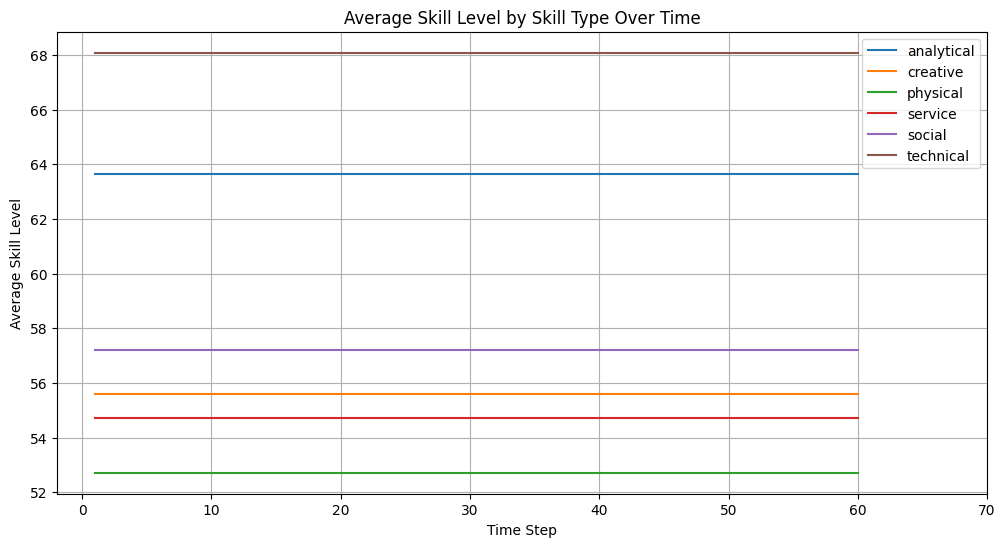 Average Skill Level by Skill Type Over Time
Average Skill Level
68
66
64
62
60
58
56
54
52
analytical
creative
physical
service
social
technical
0 10 20 30 40 50 60 70
Time Step